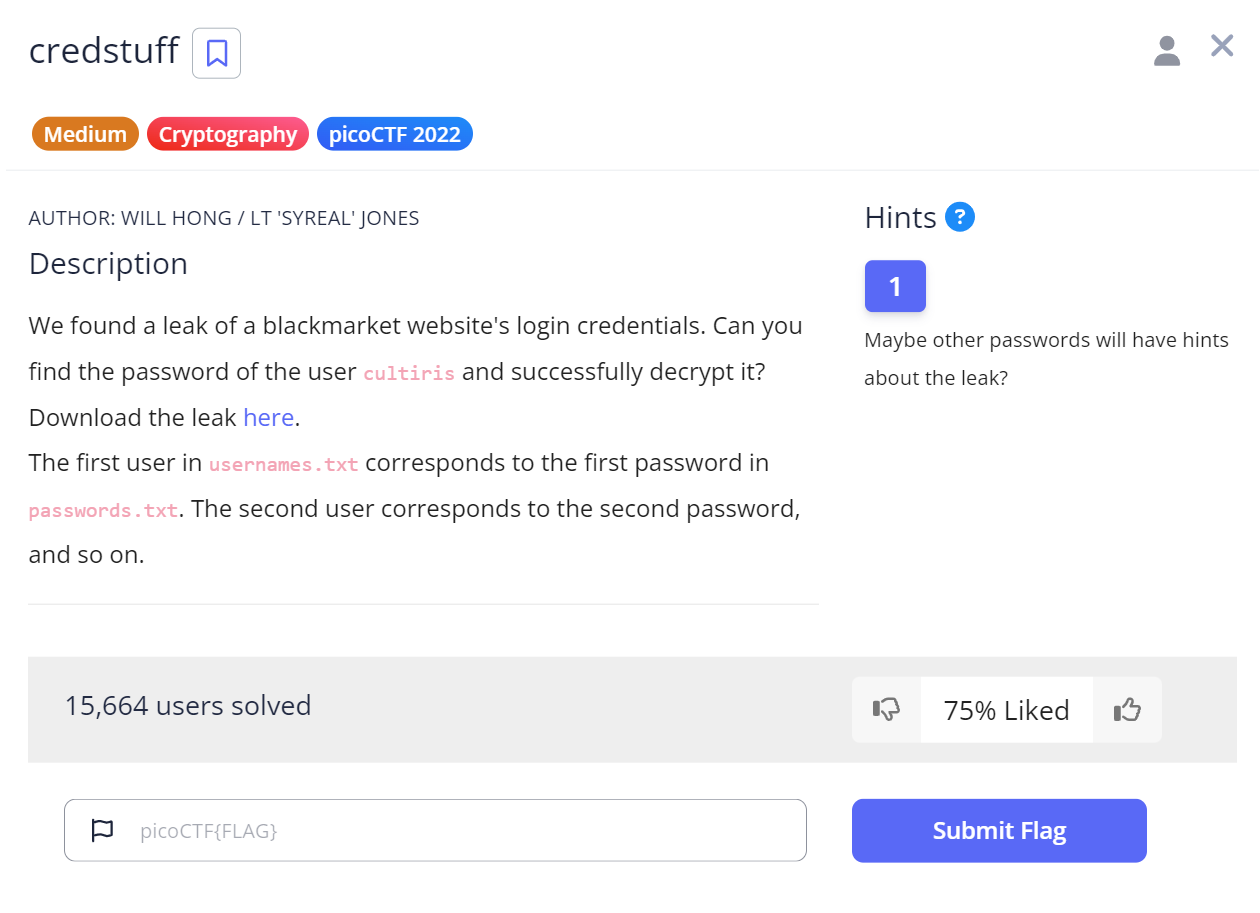 credstuff
Medium Cryptography picoCTF 2022
AUTHOR: WILL HONG / LT 'SYREAL' JONES
Description
We found a leak of a blackmarket website's login credentials. Can you
find the password of the user cultiris and successfully decrypt it?
Download the leak here.
The first user in usernames.txt corresponds to the first password in
passwords.txt. The second user corresponds to the second password,
and so on.
Hints ?
1
Maybe other passwords will have hints
about the leak?
15,664 users solved
75% Liked
picoCTF{FLAG}
Submit Flag